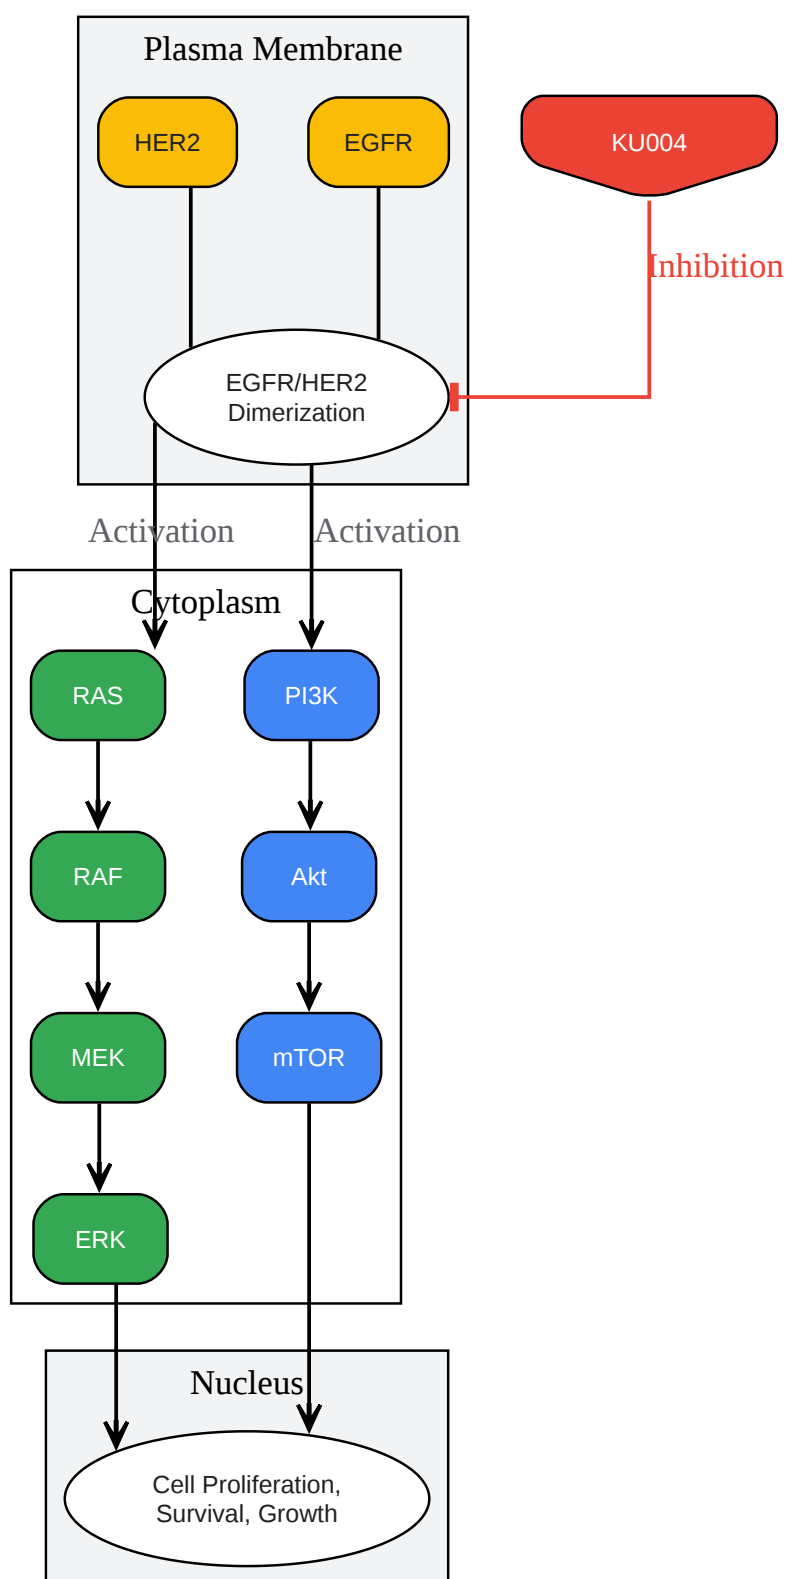 Plasma Membrane
HER2
EGFR
KU004
Inhibition
EGFR/HER2
Dimerization
Activation
Activation
Cytoplasm
RAS
PI3K
RAF
Akt
MEK
mTOR
ERK
Nucleus
Cell Proliferation,
Survival, Growth